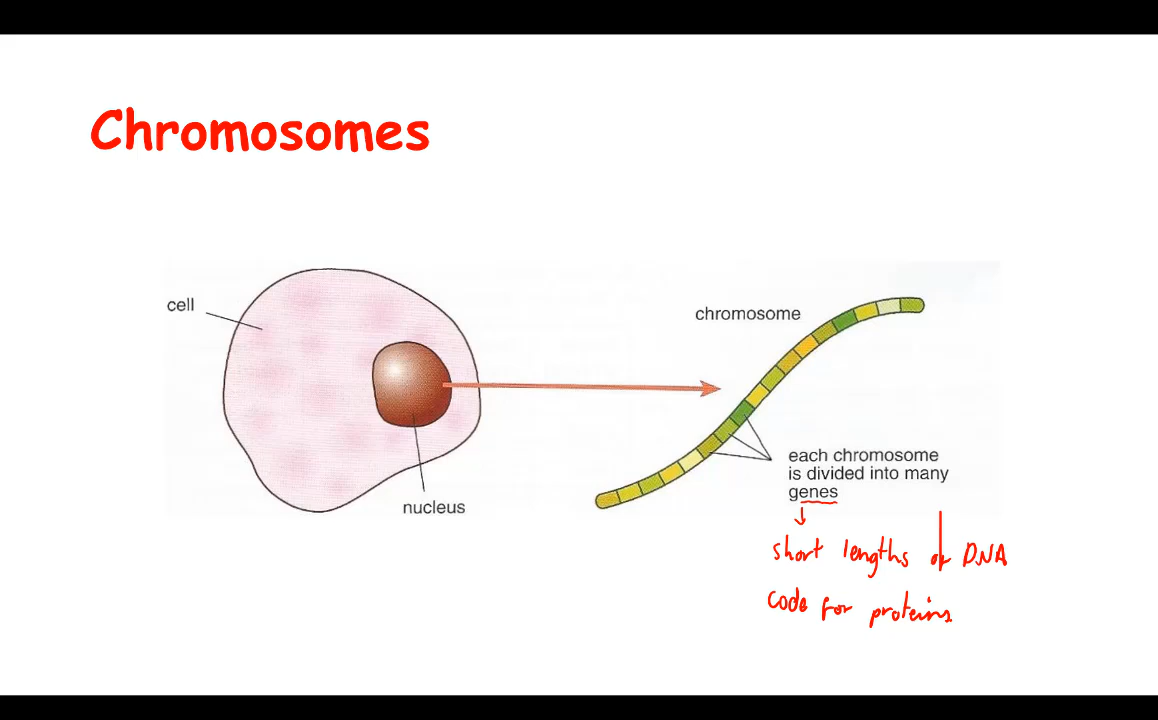 Chromosomes
cell
chromosome
each chromosome
is divided into many
genes
nucleus
short lengths of DNA
code for proteins